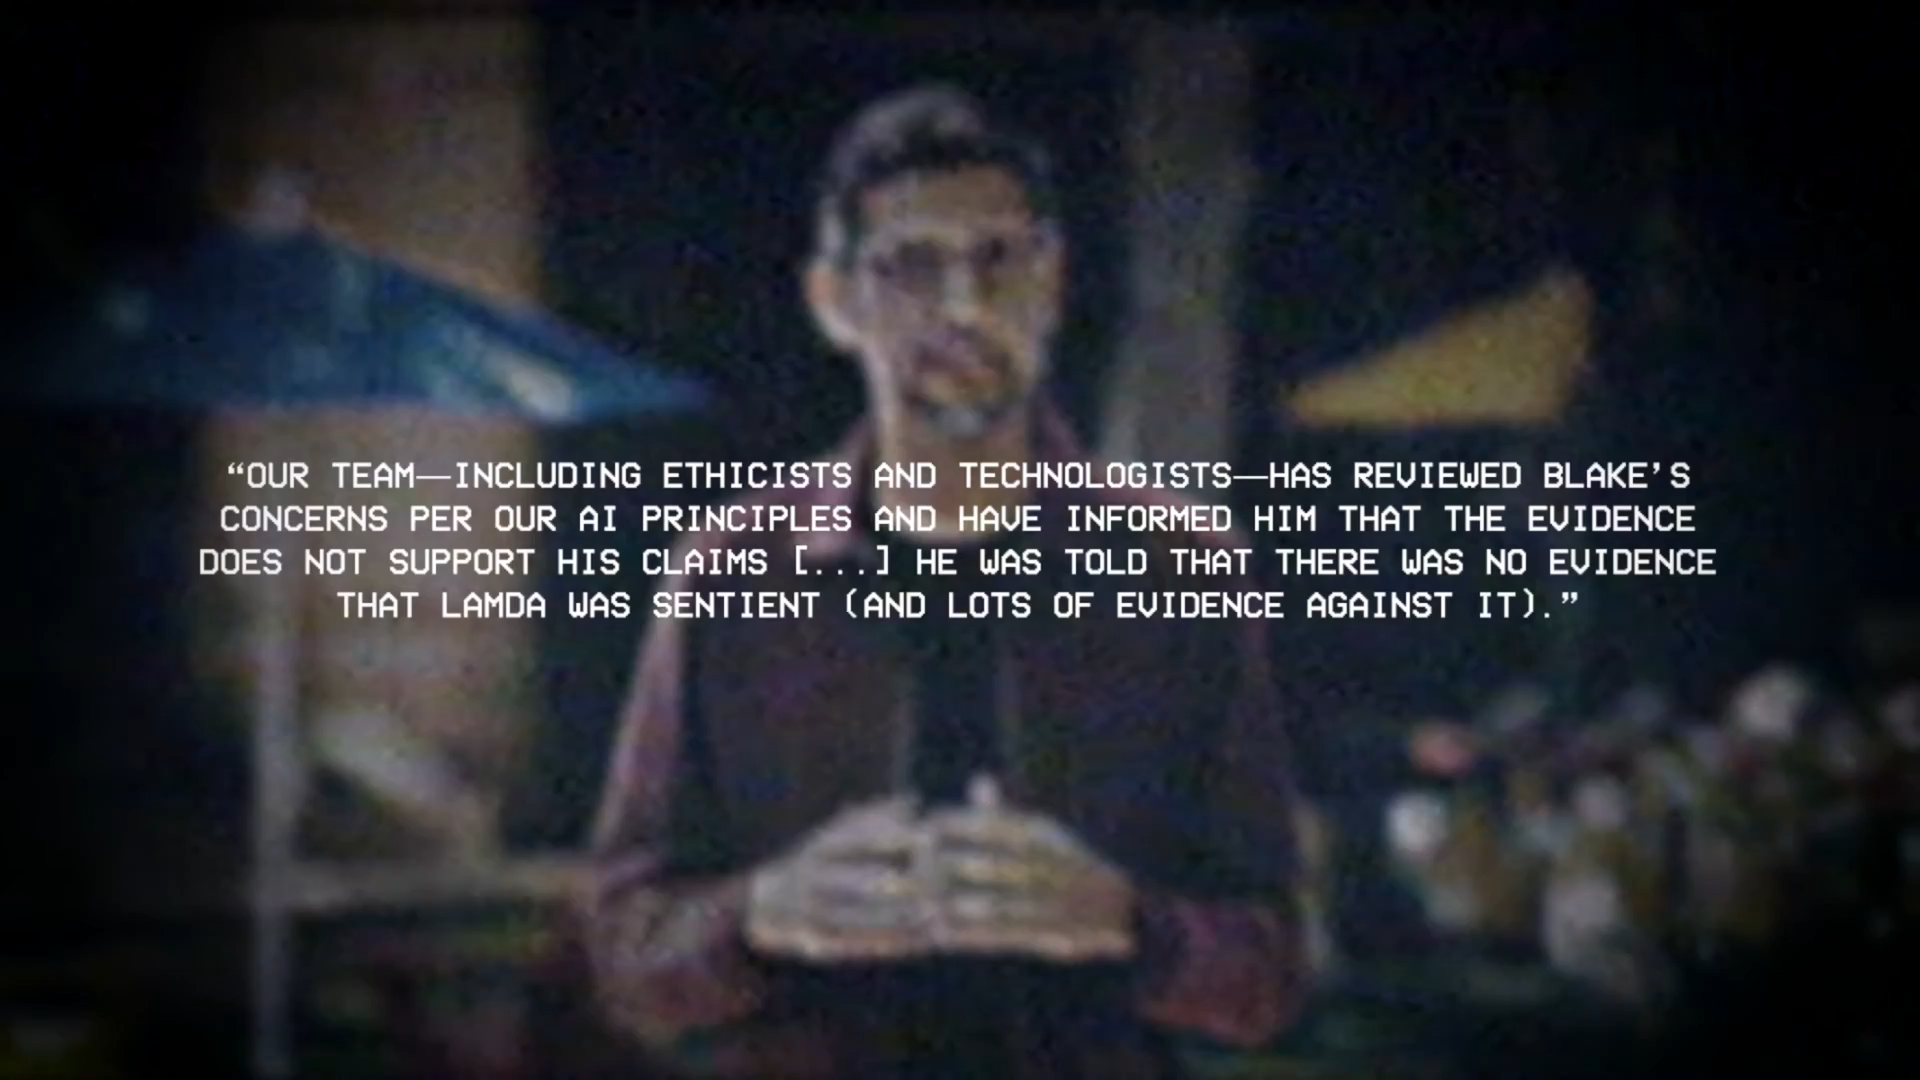 “OUR TEAM—INCLUDING ETHICISTS AND TECHNOLOGISTS—HAS REVIEWED BLAKE’S
CONCERNS PER OUR AI PRINCIPLES AND HAVE INFORMED HIM THAT THE EVIDENCE
DOES NOT SUPPORT HIS CLAIMS [...] HE WAS TOLD THAT THERE WAS NO EVIDENCE
THAT LAMDA WAS SENTIENT (AND LOTS OF EVIDENCE AGAINST IT).”